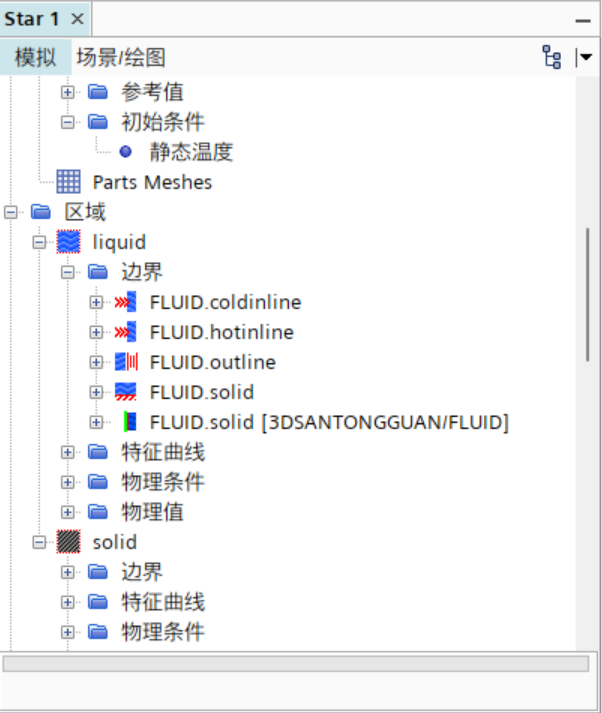 Star 1
模拟 场景/绘图
参考值
初始条件
静态温度
Parts Meshes
区域
liquid
边界
FLUID.coldinline
FLUID.hotinline
FLUID.outline
FLUID.solid
FLUID.solid [3DSANTONGGUAN/FLUID]
特征曲线
物理条件
物理值
solid
边界
特征曲线
物理条件